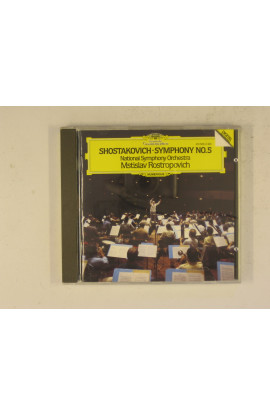 SHOSTAKOVICH · SYMPHONY NO.5
National Symphony Orchestra
Mstislav Rostropovich